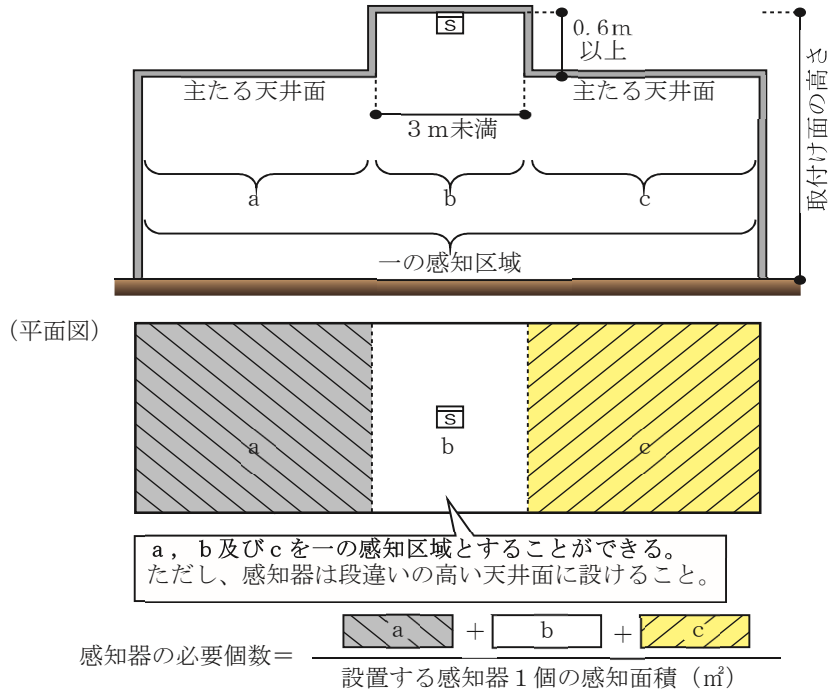 S
0.6m
以上
主たる天井面
主たる天井面
3m未満
取付け面の高さ
a
b
c
一の感知区域
（平面図）
S
a
b
c
a，b及びcを一の感知区域とすることができる。
ただし、感知器は段違いの高い天井面に設けること。
感知器の必要個数＝
a + b + c
設置する感知器1個の感知面積（㎡）